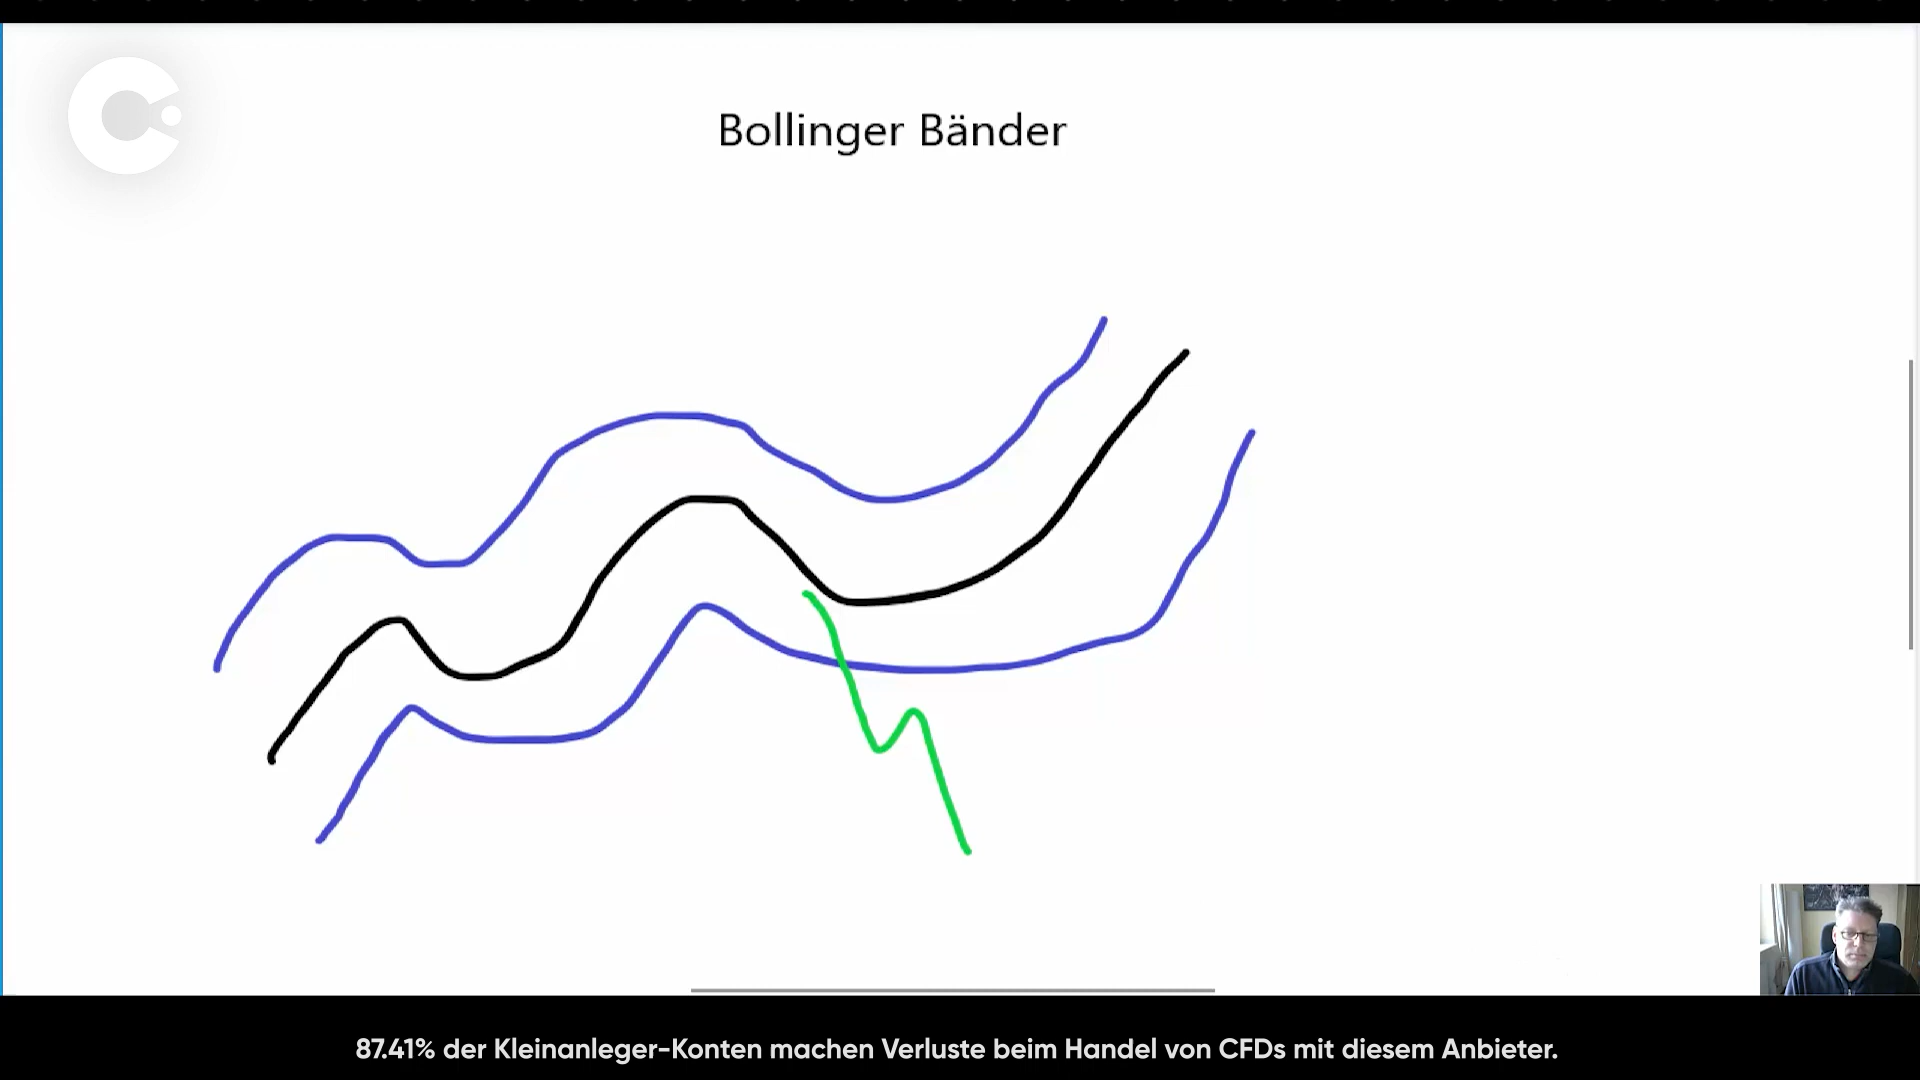 Bollinger Bänder
87.41% der Kleinanleger-Konten machen Verluste beim Handel von CFDs mit diesem Anbieter.